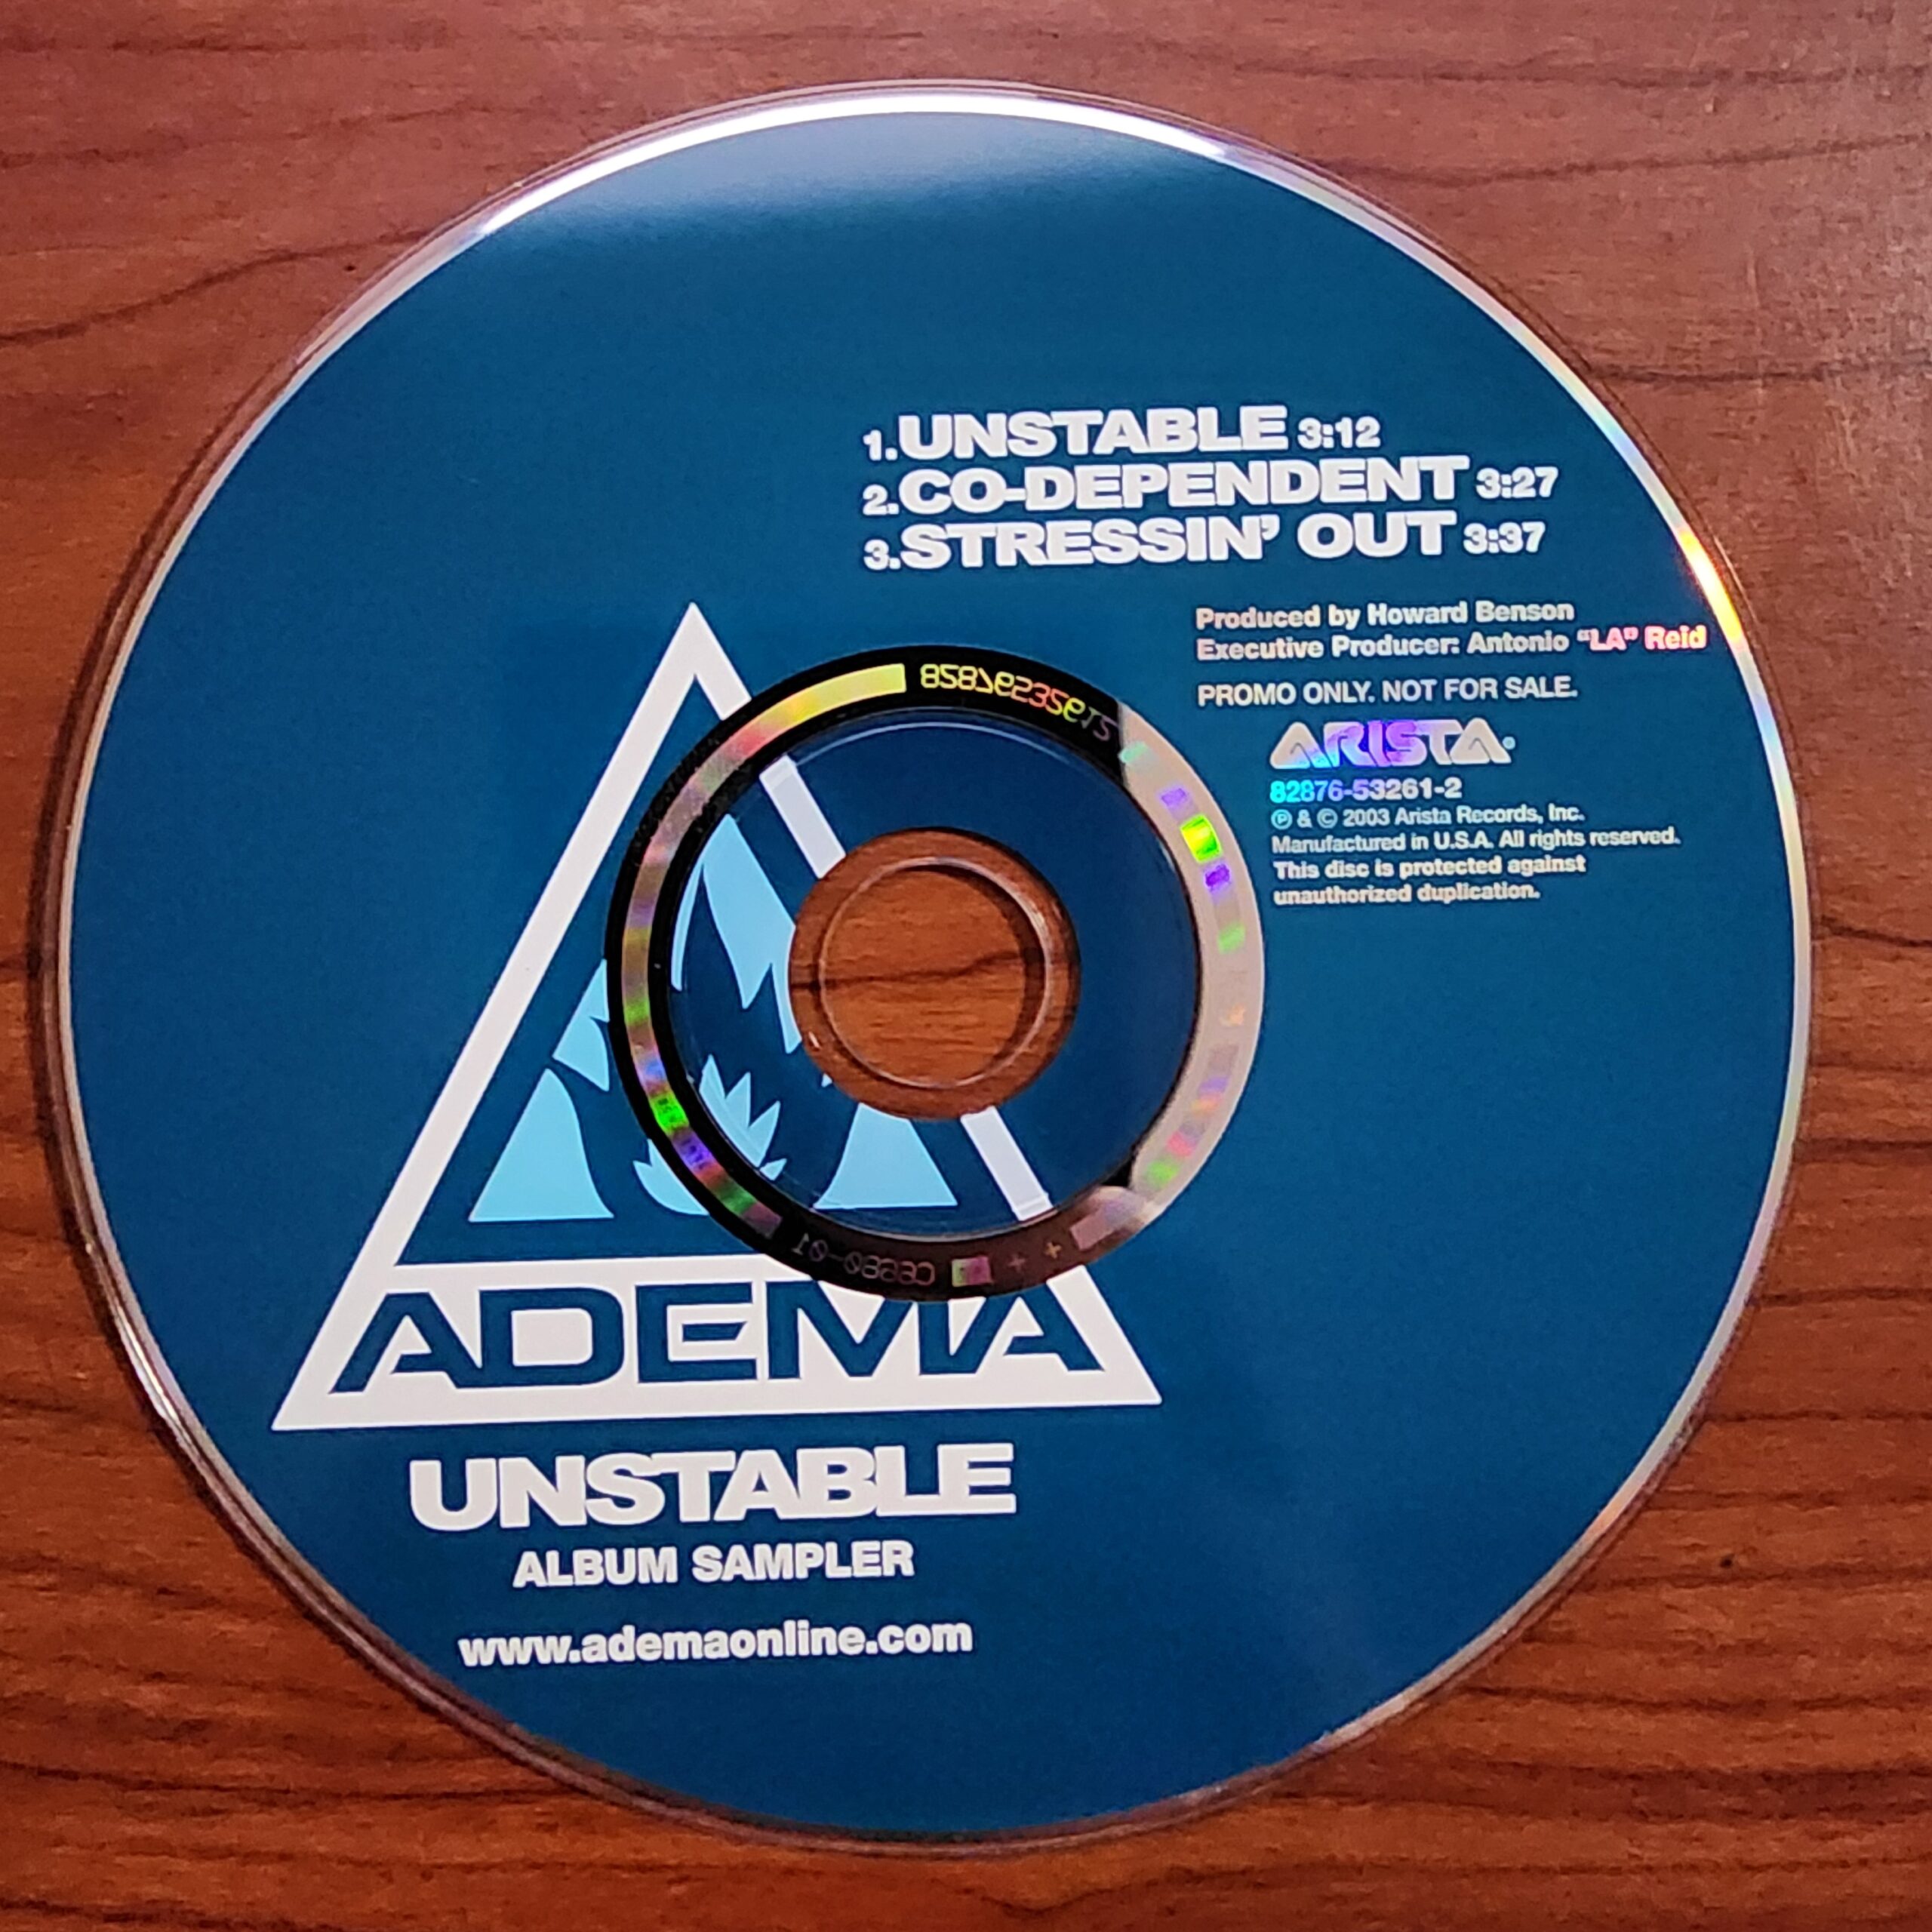 1.UNSTABLE 3:12
2.CO-DEPENDENT 3:27
3.STRESSIN' OUT 3:37
Produced by Howard Benson
Executive Producer: Antonio "LA" Reid
PROMO ONLY. NOT FOR SALE.
ARISTA
82876-53261-2
℗ & © 2003 Arista Records, Inc.
Manufactured in U.S.A. All rights reserved.
This disc is protected against
unauthorized duplication.
ADEMA
UNSTABLE
ALBUM SAMPLER
www.ademaonline.com